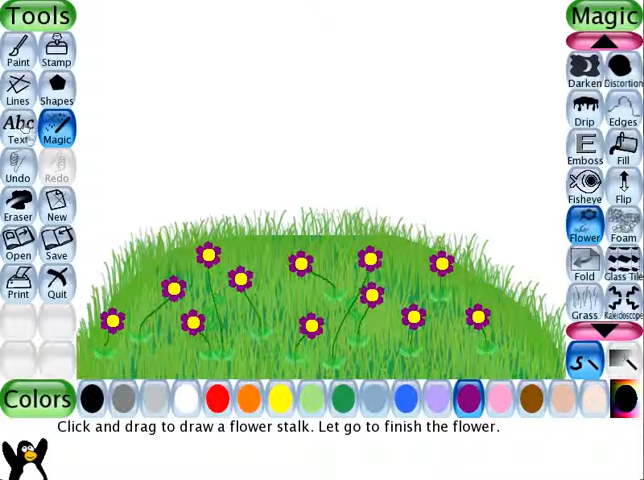 Tools
Magic
Paint Stamp
Lines Shapes
Abc
Text Magic
Undo Redo
Eraser New
Open Save
Print Quit
Darken Distortion
Drip Edges
E
Emboss Fill
Fisheye Flip
Flower Foam
Fold Glass Tile
Grass Kaleidoscope
Colors
Click and drag to draw a flower stalk. Let go to finish the flower.